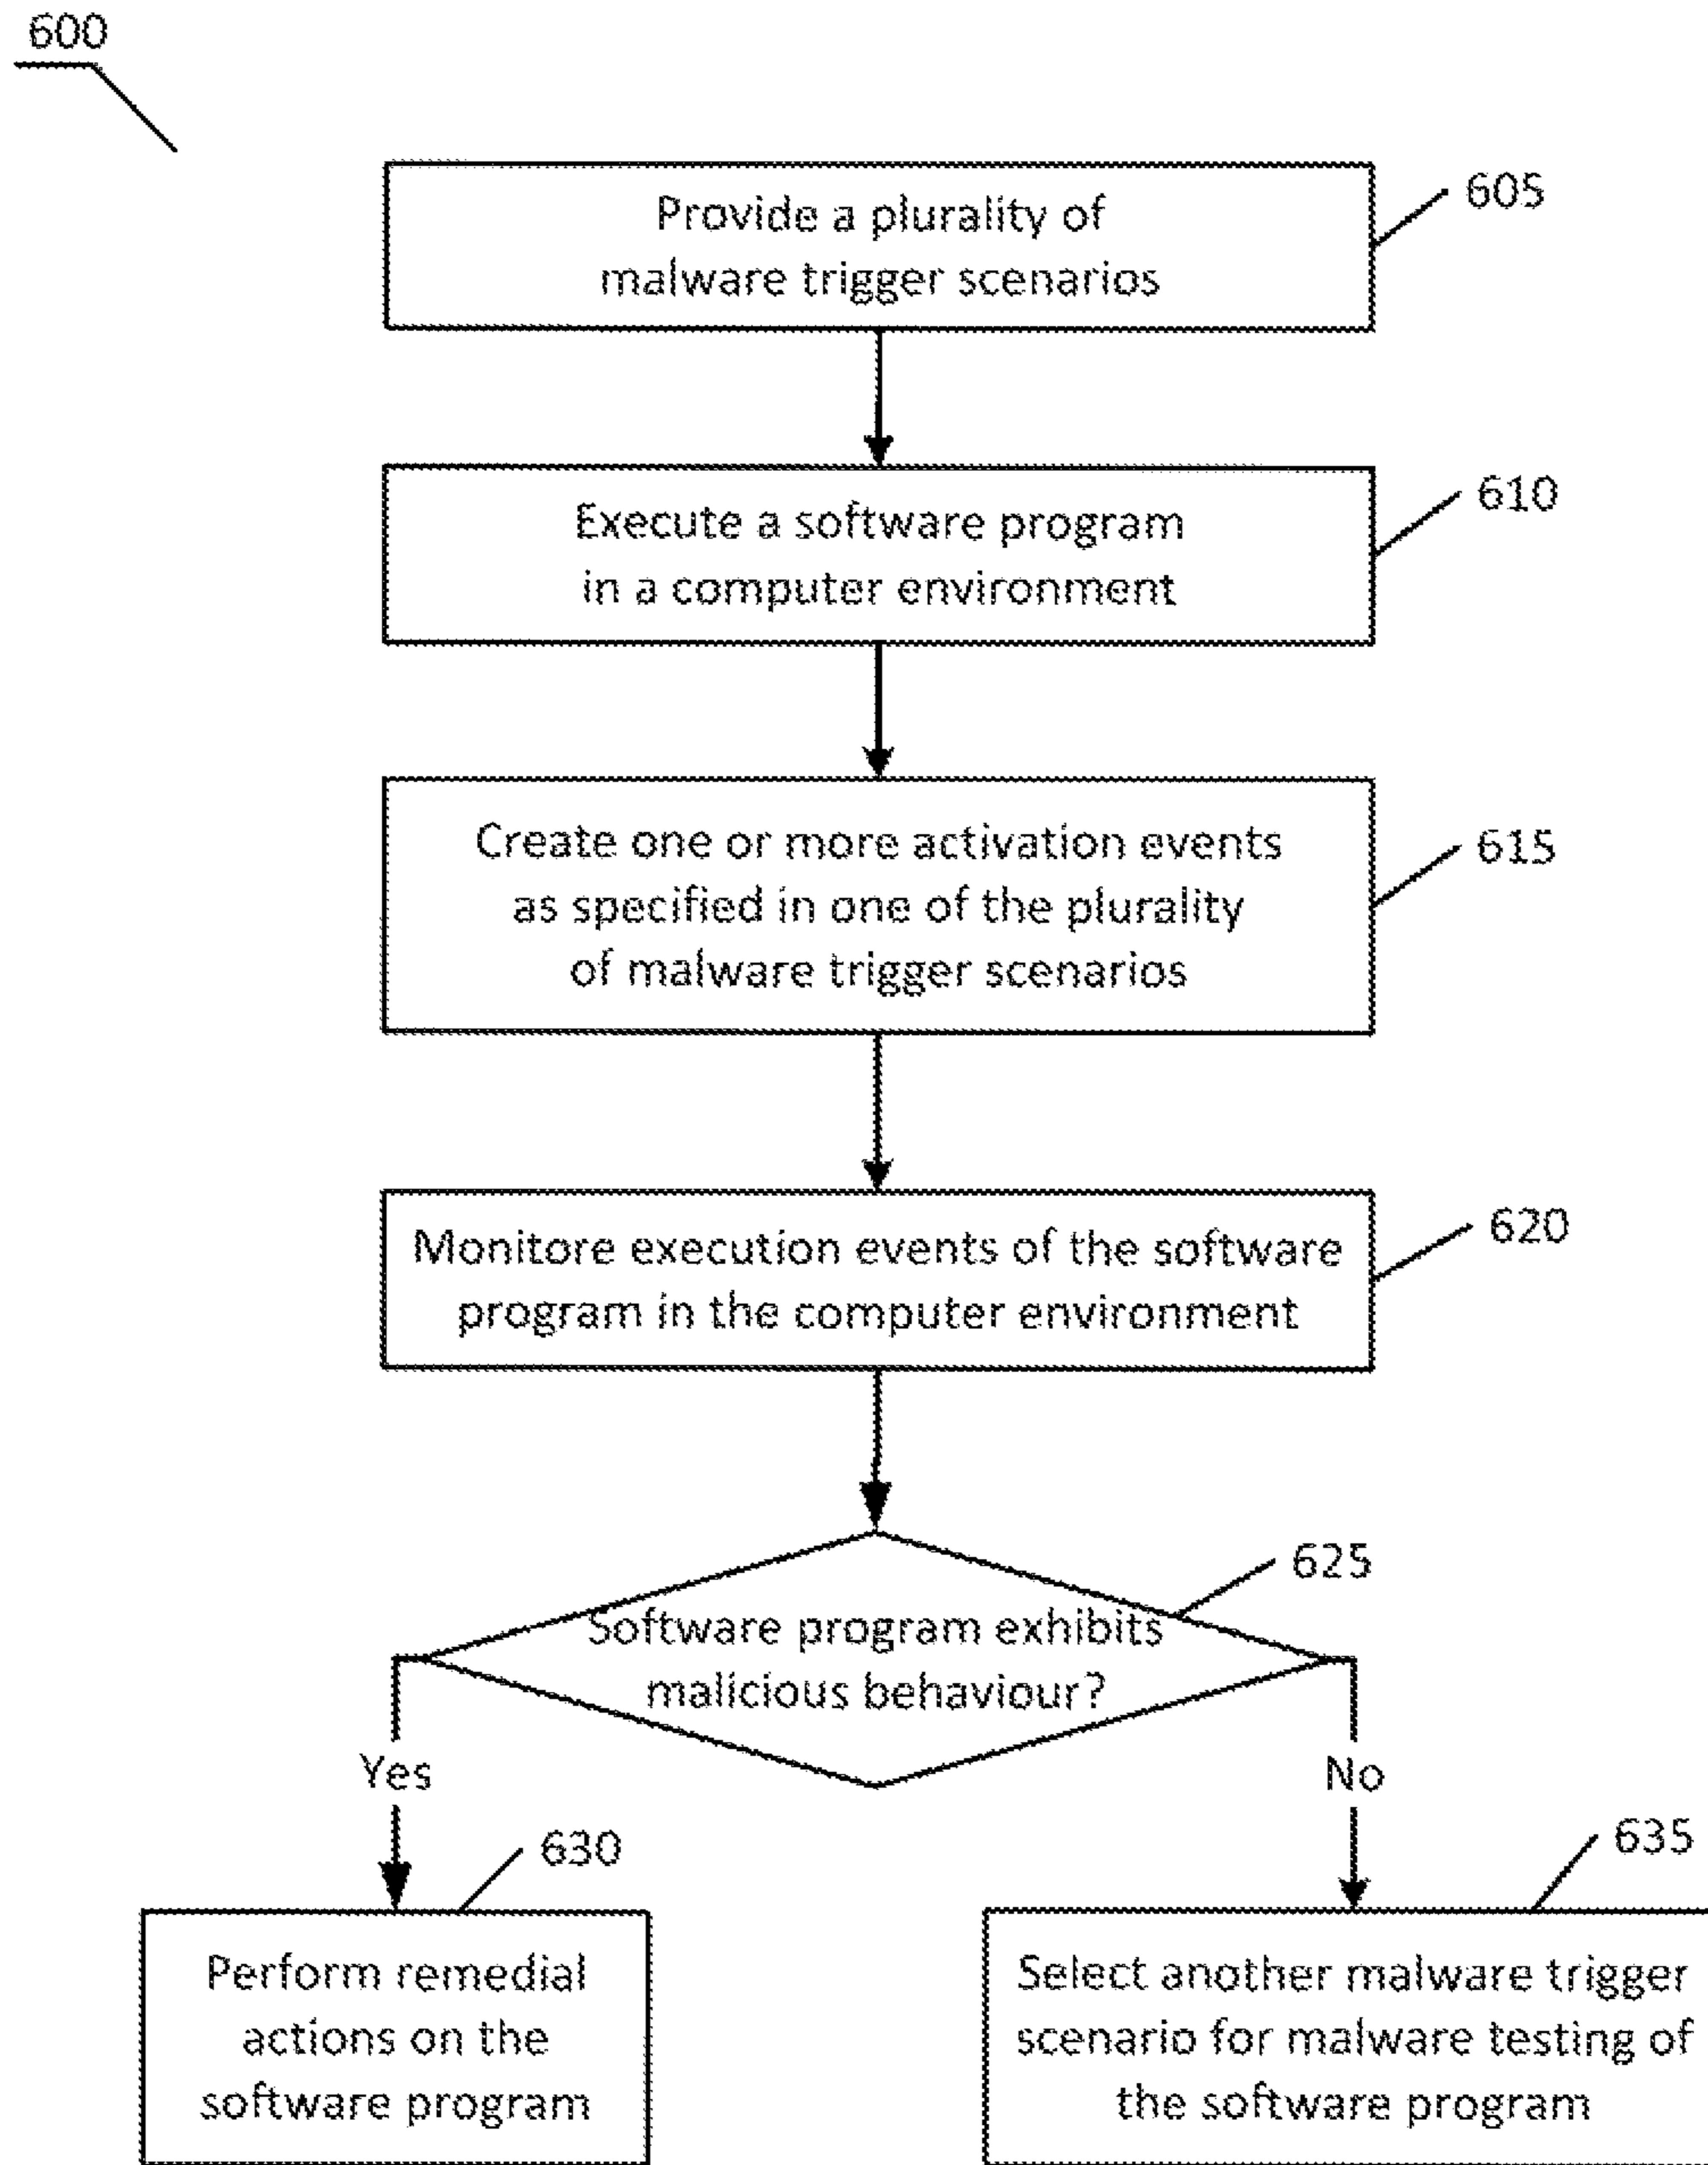 600
Provide a plurality of
malware trigger scenarios
605
Execute a software program
in a computer environment
610
Create one or more activation events
as specified in one of the plurality
of malware trigger scenarios
615
Monitore execution events of the software
program in the computer environment
620
Software program exhibits
malicious behaviour?
625
Yes
No
630
Perform remedial
actions on the
software program
635
Select another malware trigger
scenario for malware testing of
the software program